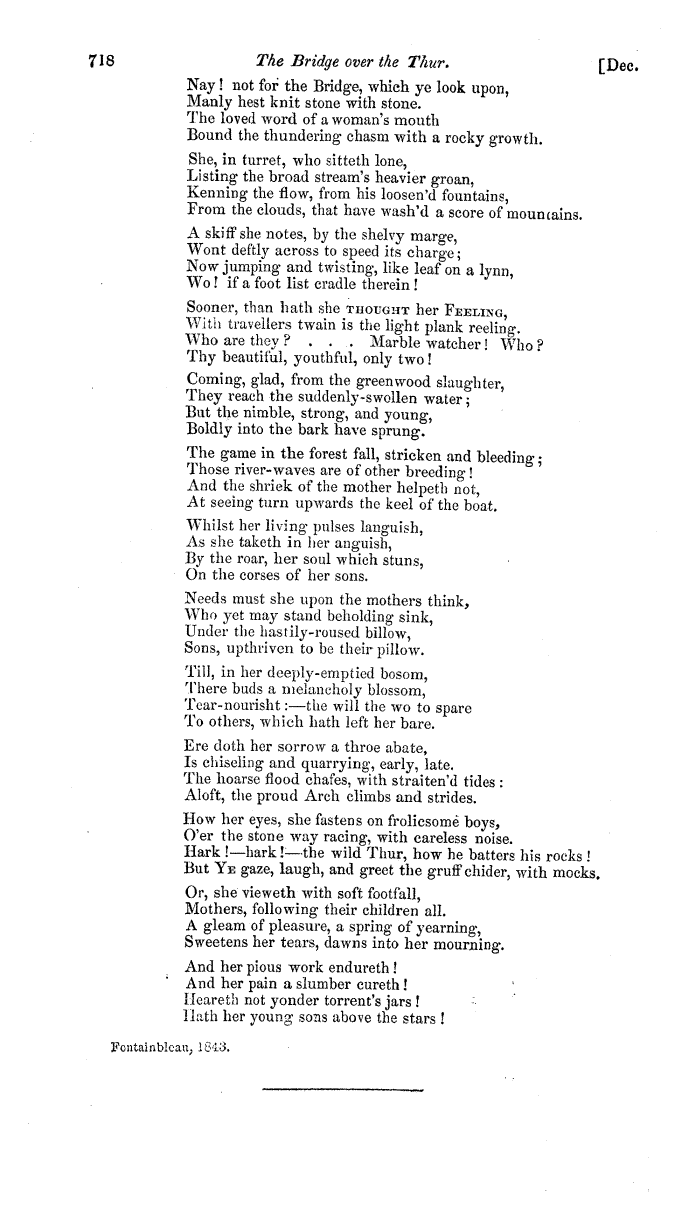 718 The Bridge over the Thur. [Dec.
Nay! not for the Bridge, which ye look upon,
Manly hest knit stone with stone.
The loved word of a woman's mouth
Bound the thundering chasm with a rocky growth.
She, in turret, who sitteth lone,
Listing the broad stream's heavier groan,
Kenning the flow, from his loosen'd fountains,
From the clouds, that have wash'd a score of mountains.
A skiff she notes, by the shelvy marge,
Wont deftly across to speed its charge;
Now jumping and twisting, like leaf on a lynn,
Wo! if a foot list cradle therein!
Sooner, than hath she THOUGHT her FEELING,
With travellers twain is the light plank reeling.
Who are they? . . . Marble watcher! Who?
Thy beautiful, youthful, only two!
Coming, glad, from the greenwood slaughter,
They reach the suddenly-swollen water;
But the nimble, strong, and young,
Boldly into the bark have sprung.
The game in the forest fall, stricken and bleeding;
Those river-waves are of other breeding!
And the shriek of the mother helpeth not,
At seeing turn upwards the keel of the boat.
Whilst her living pulses languish,
As she taketh in her anguish,
By the roar, her soul which stuns,
On the corses of her sons.
Needs must she upon the mothers think,
Who yet may stand beholding sink,
Under the hastily-roused billow,
Sons, upthriven to be their pillow.
Till, in her deeply-emptied bosom,
There buds a melancholy blossom,
Tear-nourisht:—the will the wo to spare
To others, which hath left her bare.
Ere doth her sorrow a throe abate,
Is chiseling and quarrying, early, late.
The hoarse flood chafes, with straiten'd tides:
Aloft, the proud Arch climbs and strides.
How her eyes, she fastens on frolicsome boys,
O'er the stone way racing, with careless noise.
Hark!—hark!—the wild Thur, how he batters his rocks!
But YE gaze, laugh, and greet the gruff chider, with mocks.
Or, she vieweth with soft footfall,
Mothers, following their children all.
A gleam of pleasure, a spring of yearning,
Sweetens her tears, dawns into her mourning.
And her pious work endureth!
And her pain a slumber cureth!
Heareth not yonder torrent's jars!
Hath her young sons above the stars!
Fontainbleau, 1843.